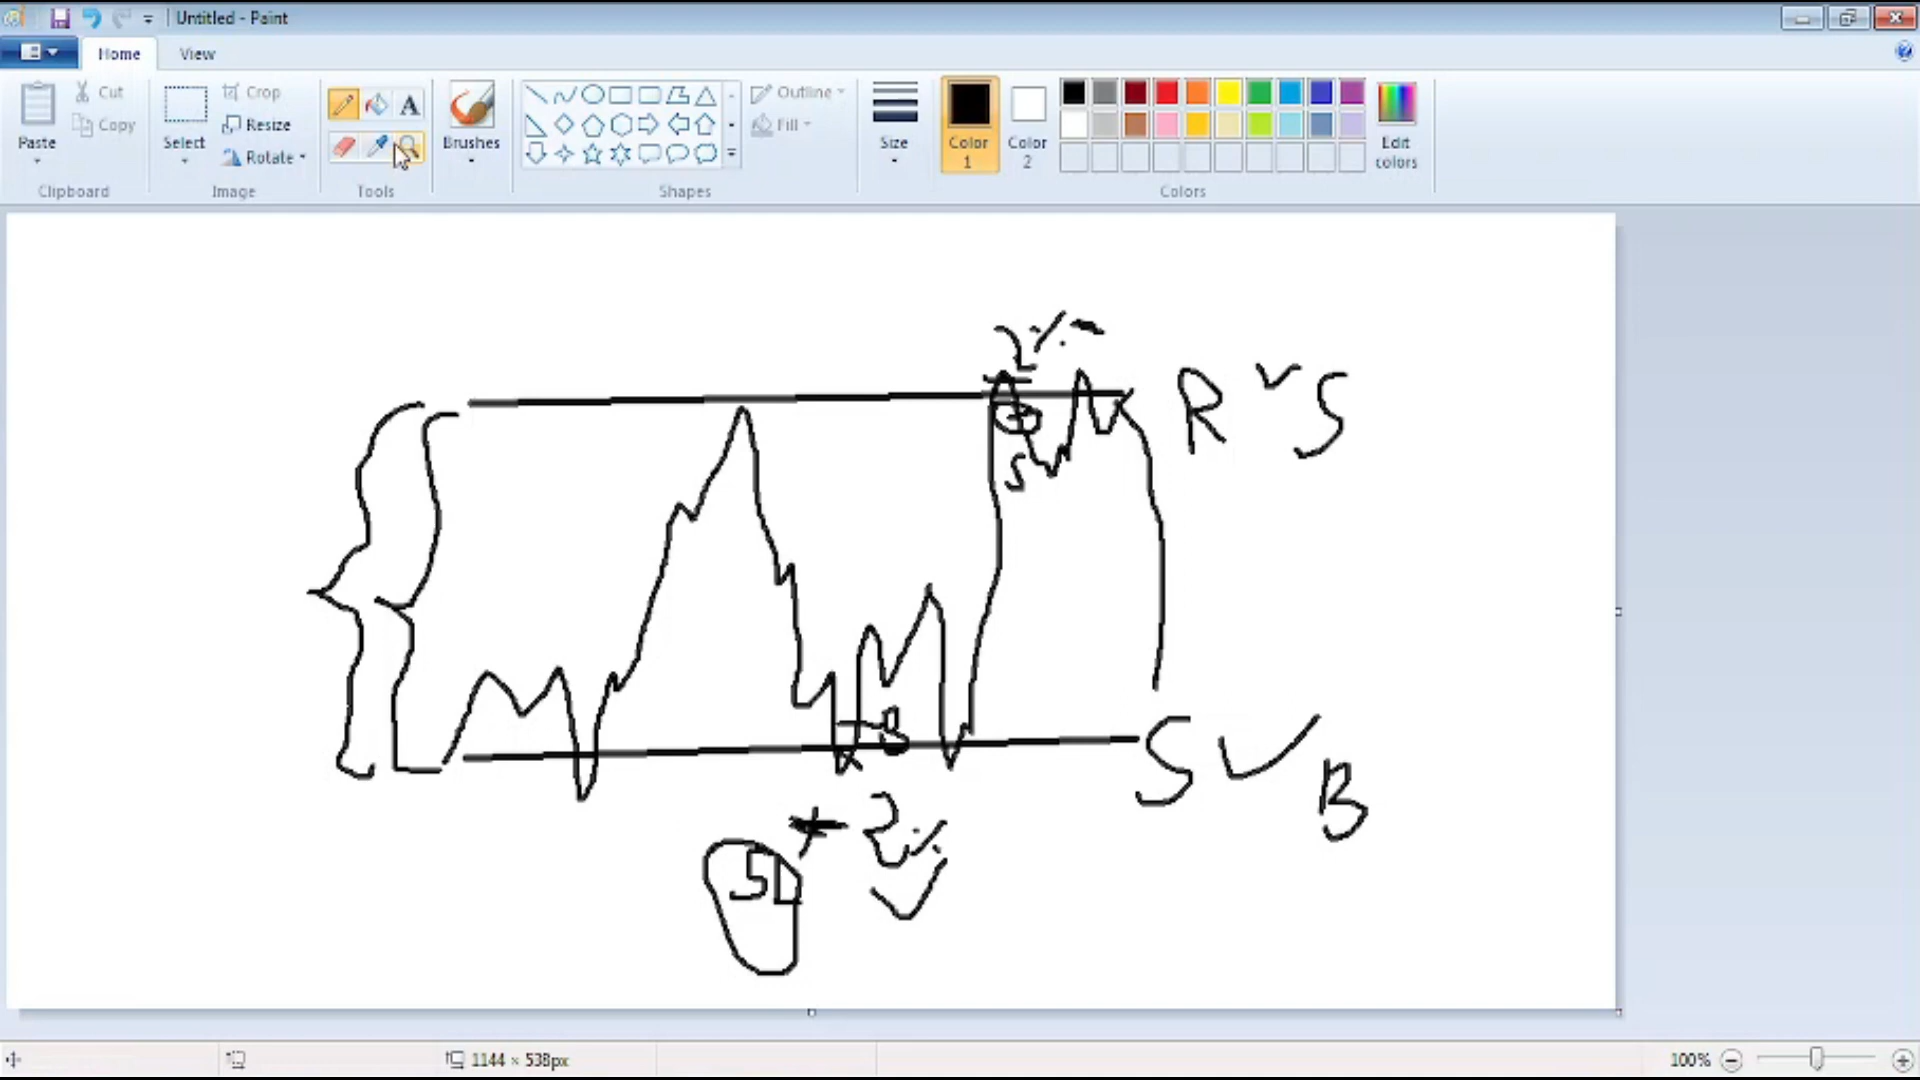 Untitled - Paint
Home View
Paste
Cut
Copy
Clipboard
Select
Crop
Resize
Rotate
Image
A
Tools
Brushes
Shapes
Outline
Fill
Size
Color 1
Color 2
Edit colors
Colors
2%
R S
S
B
S B
2%
SL
1144 × 538px
100%